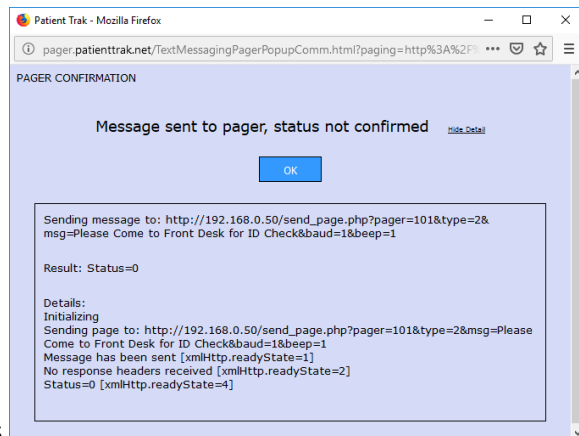 Patient Trak - Mozilla Firefox
pager.patienttrak.net/TextMessagingPagerPopupComm.html?paging=http%3A%2F%
PAGER CONFIRMATION
Message sent to pager, status not confirmed Hide Detail
OK
Sending message to: http://192.168.0.50/send_page.php?pager=101&type=2&
msg=Please Come to Front Desk for ID Check&baud=1&beep=1
Result: Status=0
Details:
Initializing
Sending page to: http://192.168.0.50/send_page.php?pager=101&type=2&msg=Please
Come to Front Desk for ID Check&baud=1&beep=1
Message has been sent [xmlHttp.readyState=1]
No response headers received [xmlHttp.readyState=2]
Status=0 [xmlHttp.readyState=4]